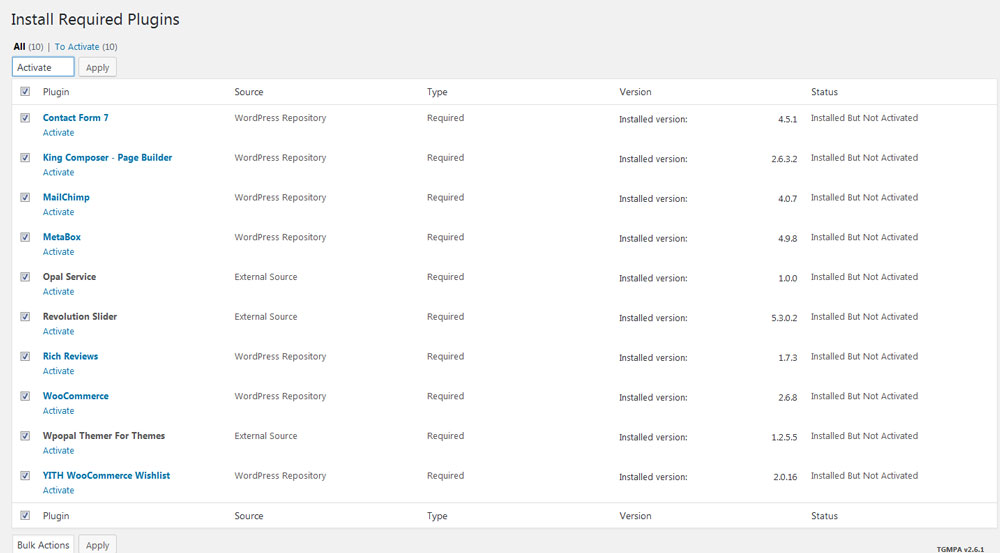 Install Required Plugins
All (10) | To Activate (10)
Activate Apply
Plugin Source Type Version Status
Contact Form 7 WordPress Repository Required Installed version: 4.5.1 Installed But Not Activated
Activate
King Composer - Page Builder WordPress Repository Required Installed version: 2.6.3.2 Installed But Not Activated
Activate
MailChimp WordPress Repository Required Installed version: 4.0.7 Installed But Not Activated
Activate
MetaBox WordPress Repository Required Installed version: 4.9.8 Installed But Not Activated
Activate
Opal Service External Source Required Installed version: 1.0.0 Installed But Not Activated
Activate
Revolution Slider External Source Required Installed version: 5.3.0.2 Installed But Not Activated
Activate
Rich Reviews WordPress Repository Required Installed version: 1.7.3 Installed But Not Activated
Activate
WooCommerce WordPress Repository Required Installed version: 2.6.8 Installed But Not Activated
Activate
Wpopal Themer For Themes External Source Required Installed version: 1.2.5.5 Installed But Not Activated
Activate
YITH WooCommerce Wishlist WordPress Repository Required Installed version: 2.0.16 Installed But Not Activated
Activate
Plugin Source Type Version Status
Bulk Actions Apply
TGMPA v2.6.1